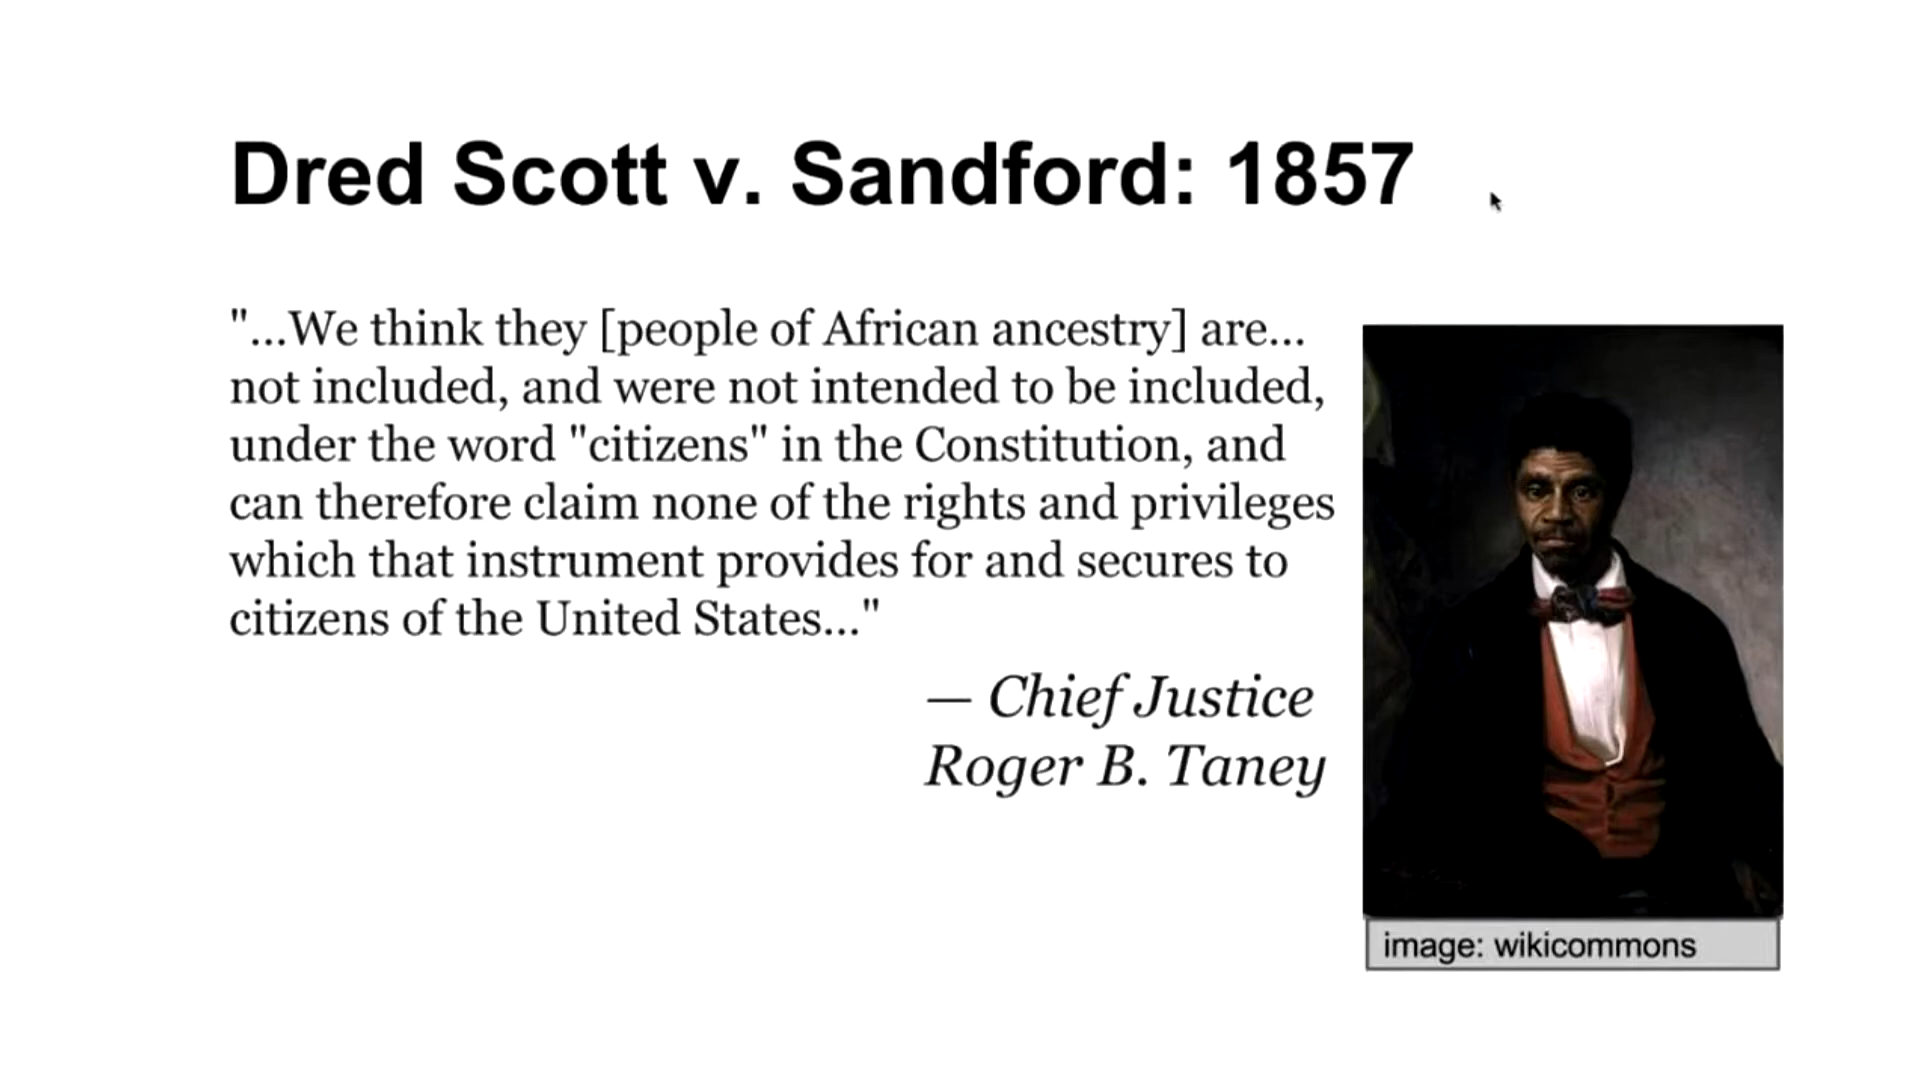 Dred Scott v. Sandford: 1857
"...We think they [people of African ancestry] are...
not included, and were not intended to be included,
under the word "citizens" in the Constitution, and
can therefore claim none of the rights and privileges
which that instrument provides for and secures to
citizens of the United States..."
— Chief Justice
Roger B. Taney
image: wikicommons